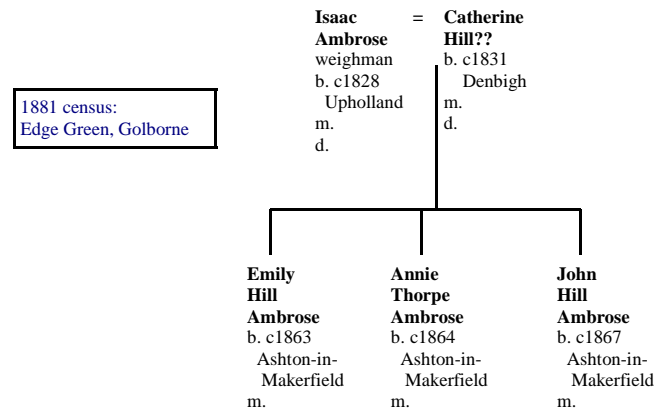 Isaac = Catherine
Ambrose Hill??
weighman b. c1831
b. c1828 Denbigh
Upholland m.
m. d.
d.
1881 census:
Edge Green, Golborne
Emily
Hill
Ambrose
b. c1863
Ashton-in-
Makerfield
m.
Annie
Thorpe
Ambrose
b. c1864
Ashton-in-
Makerfield
m.
John
Hill
Ambrose
b. c1867
Ashton-in-
Makerfield
m.